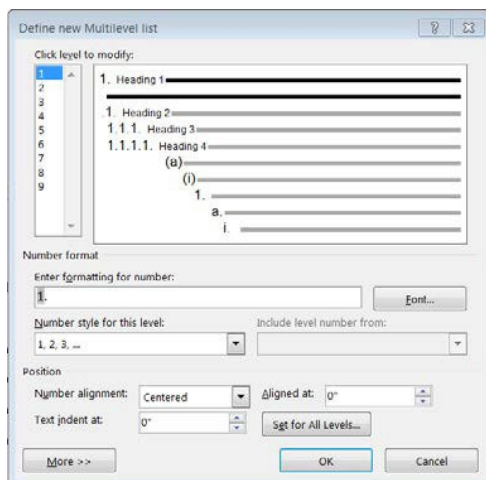 Define new Multilevel list
Click level to modify:
1
2
3
4
5
6
7
8
9
1. Heading 1
.1. Heading 2
1.1.1. Heading 3
1.1.1.1. Heading 4
(a)
(i)
1.
a.
i.
Number format
Enter formatting for number:
1.
Font...
Number style for this level:
Include level number from:
1, 2, 3, ...
Position
Number alignment: Centered Aligned at: 0"
Text indent at: 0" Set for All Levels...
More >> OK Cancel